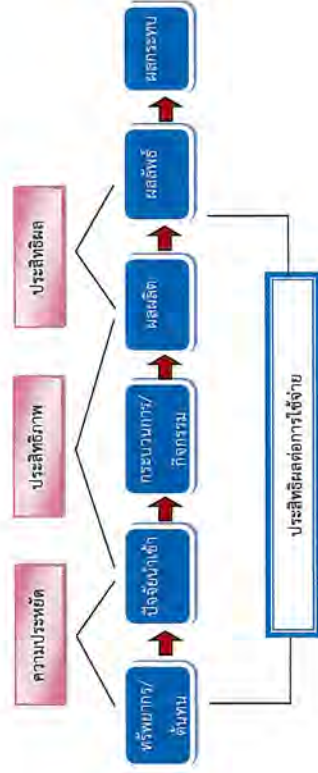 ความประหยัด
ประสิทธิภาพ
ประสิทธิผล
ทรัพยากร/
ต้นทุน
ปัจจัยนำเข้า
กระบวนการ/
กิจกรรม
ผลผลิต
ผลลัพธ์
ผลกระทบ
ประสิทธิผลต่อการใช้จ่าย